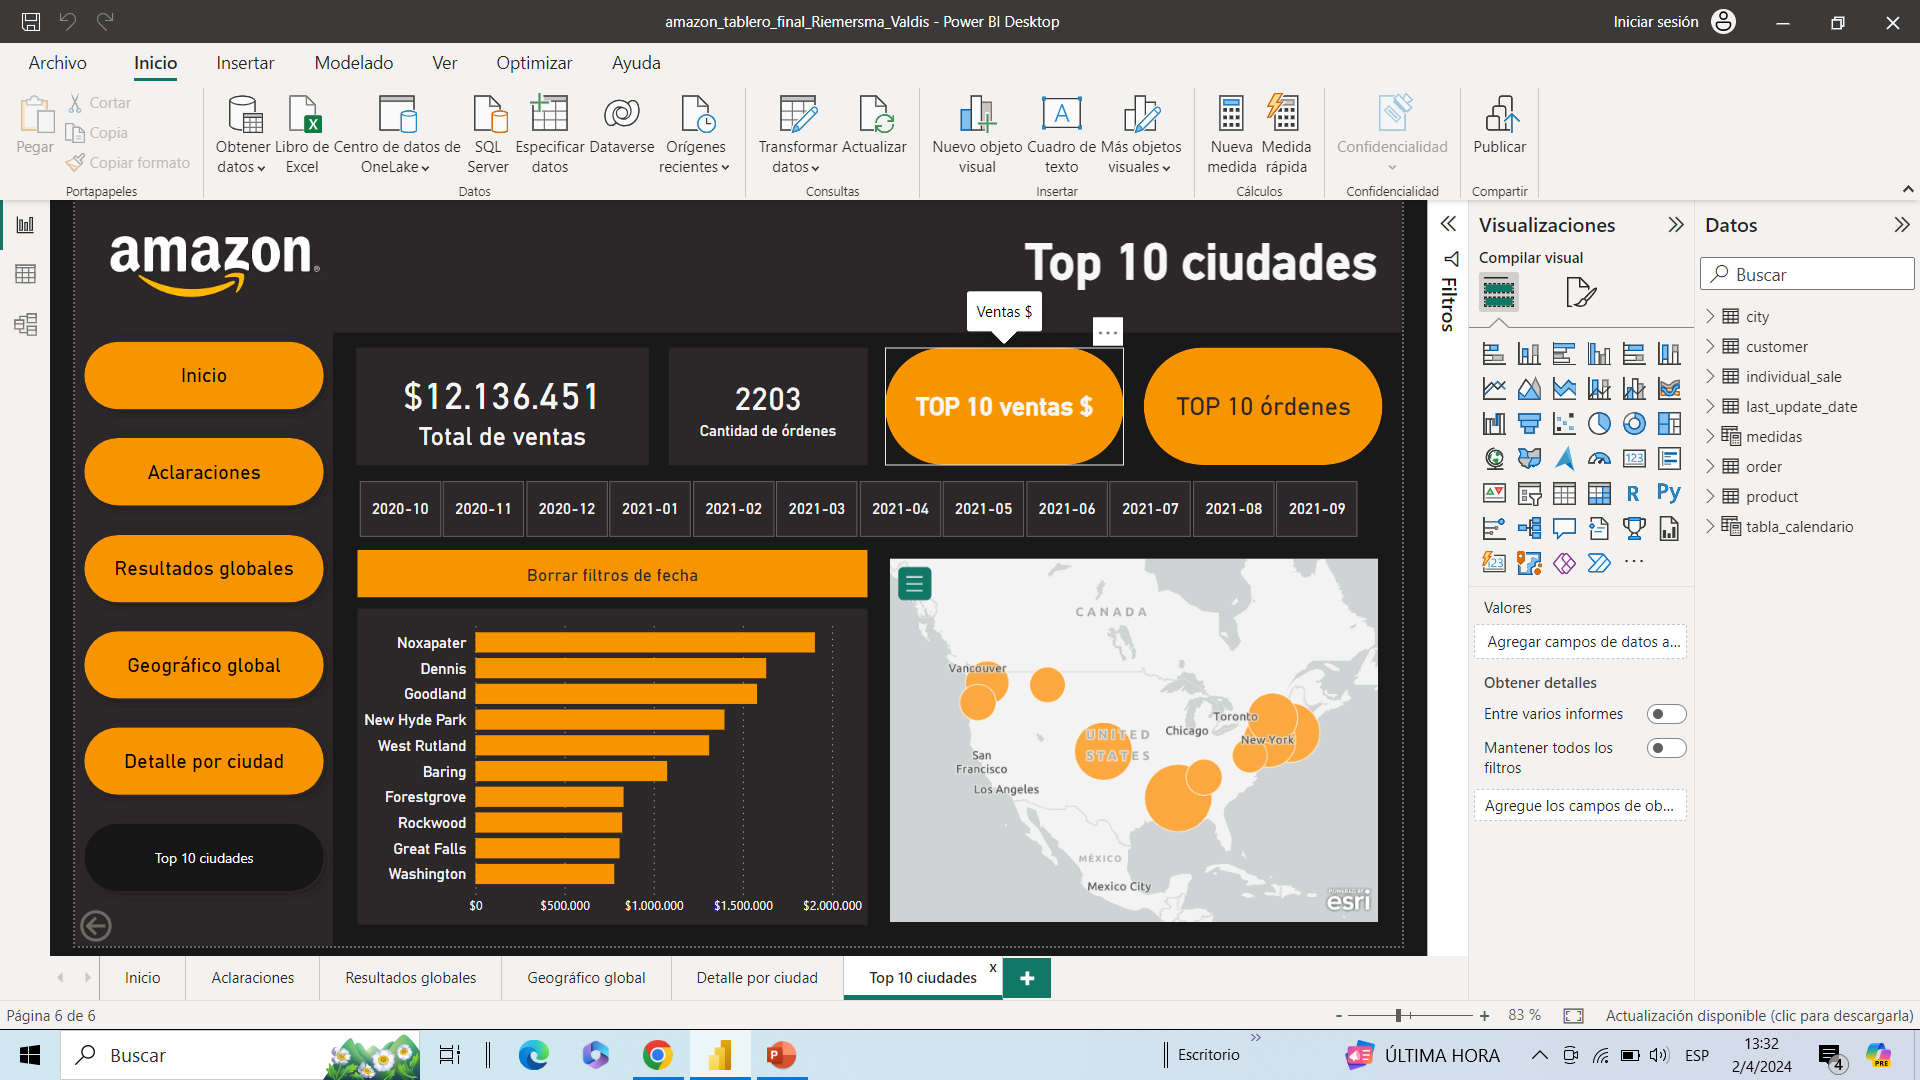 amazon_tablero_final_Riemersma_Valdis - Power BI Desktop
Iniciar sesión
Archivo
Inicio
Insertar
Modelado
Ver
Optimizar
Ayuda
Pegar
Cortar
Copia
Copiar formato
Portapapeles
Obtener datos
Libro de Excel
Centro de datos de OneLake
SQL Server
Especificar datos
Dataverse
Orígenes recientes
Datos
Transformar datos
Actualizar
Consultas
Nuevo objeto visual
Cuadro de texto
Más objetos visuales
Insertar
Nueva medida
Medida rápida
Cálculos
Confidencialidad
Confidencialidad
Publicar
Compartir
amazon
Top 10 ciudades
Ventas $
Inicio
Aclaraciones
Resultados globales
Geográfico global
Detalle por ciudad
Top 10 ciudades
$12.136.451
Total de ventas
2203
Cantidad de órdenes
TOP 10 ventas $
TOP 10 órdenes
2020-10
2020-11
2020-12
2021-01
2021-02
2021-03
2021-04
2021-05
2021-06
2021-07
2021-08
2021-09
Borrar filtros de fecha
Noxapater
Dennis
Goodland
New Hyde Park
West Rutland
Baring
Forestgrove
Rockwood
Great Falls
Washington
$0
$500.000
$1.000.000
$1.500.000
$2.000.000
CANADA
Vancouver
Toronto
Chicago
New York
UNITED STATES
San Francisco
Los Angeles
MÉXICO
Mexico City
POWERED BY
esri
Filtros
Visualizaciones
Compilar visual
R
Py
123
123
Valores
Agregar campos de datos a...
Obtener detalles
Entre varios informes
Mantener todos los filtros
Agregue los campos de ob...
Datos
Buscar
city
customer
individual_sale
last_update_date
medidas
order
product
tabla_calendario
Inicio
Aclaraciones
Resultados globales
Geográfico global
Detalle por ciudad
Top 10 ciudades
x
Página 6 de 6
- + 83 %
Actualización disponible (clic para descargarla)
Buscar
Escritorio
ÚLTIMA HORA
ESP
13:32
2/4/2024
4
PRE